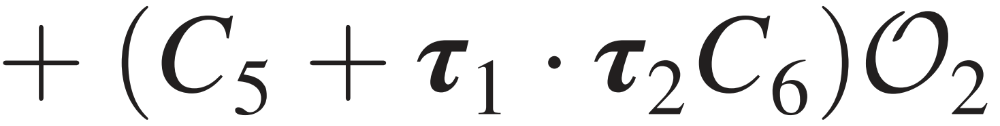 + (C₅ + 𝝉₁ · 𝝉₂C₆)O₂